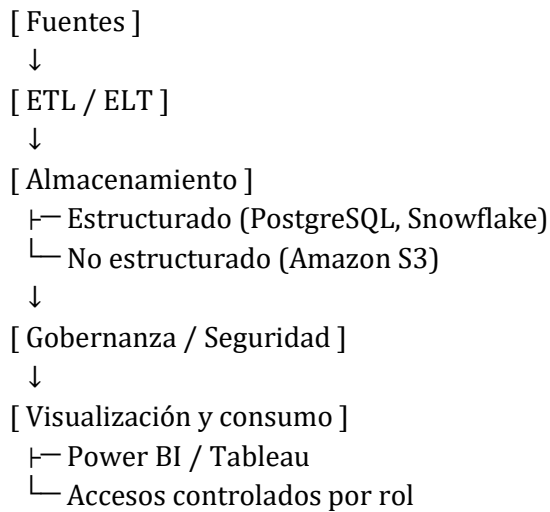 [ Fuentes ]
↓
[ ETL / ELT ]
↓
[ Almacenamiento ]
├─ Estructurado (PostgreSQL, Snowflake)
└─ No estructurado (Amazon S3)
↓
[ Gobernanza / Seguridad ]
↓
[ Visualización y consumo ]
├─ Power BI / Tableau
└─ Accesos controlados por rol